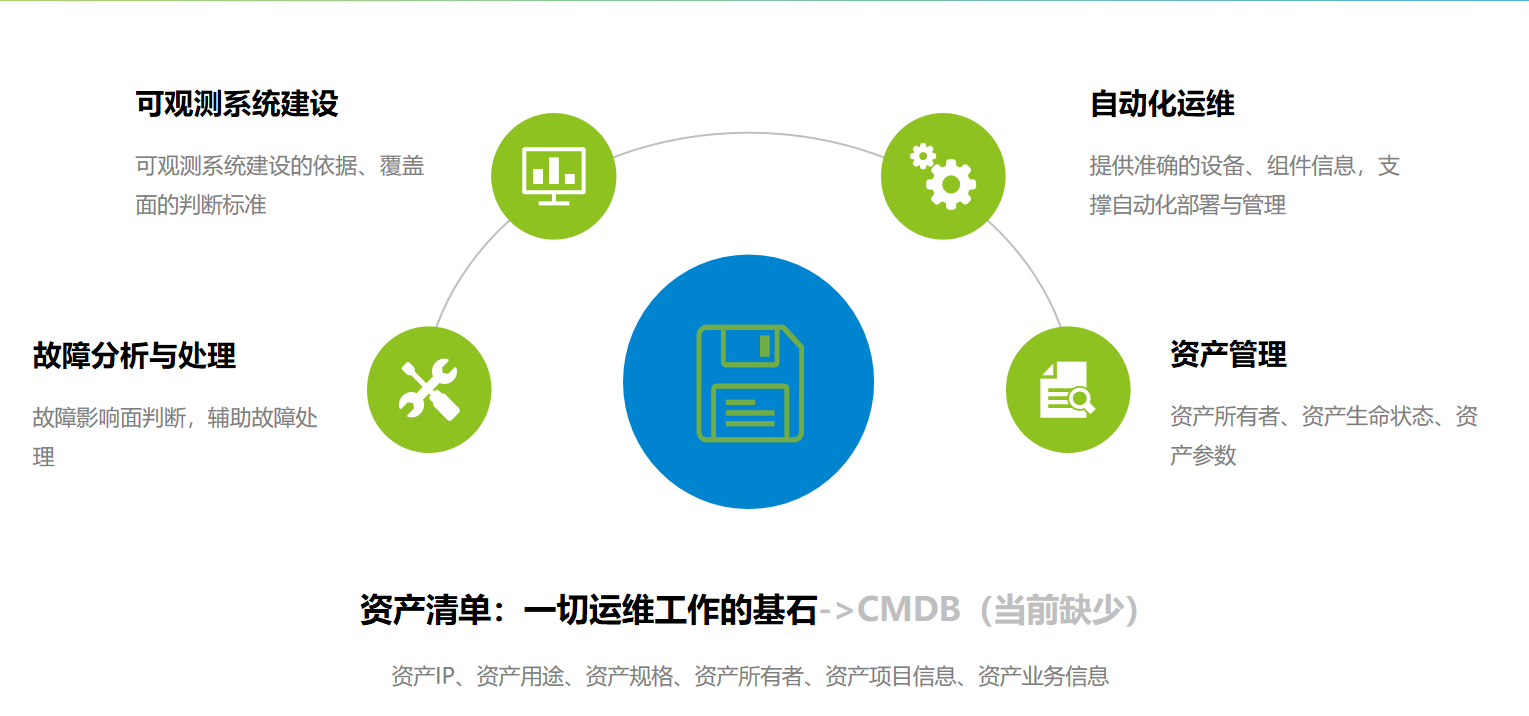 可观测系统建设
可观测系统建设的依据、覆盖
面的判断标准
自动化运维
提供准确的设备、组件信息，支
撑自动化部署与管理
故障分析与处理
故障影响面判断，辅助故障处
理
资产管理
资产所有者、资产生命状态、资
产参数
资产清单：一切运维工作的基石->CMDB（当前缺少）
资产IP、资产用途、资产规格、资产所有者、资产项目信息、资产业务信息